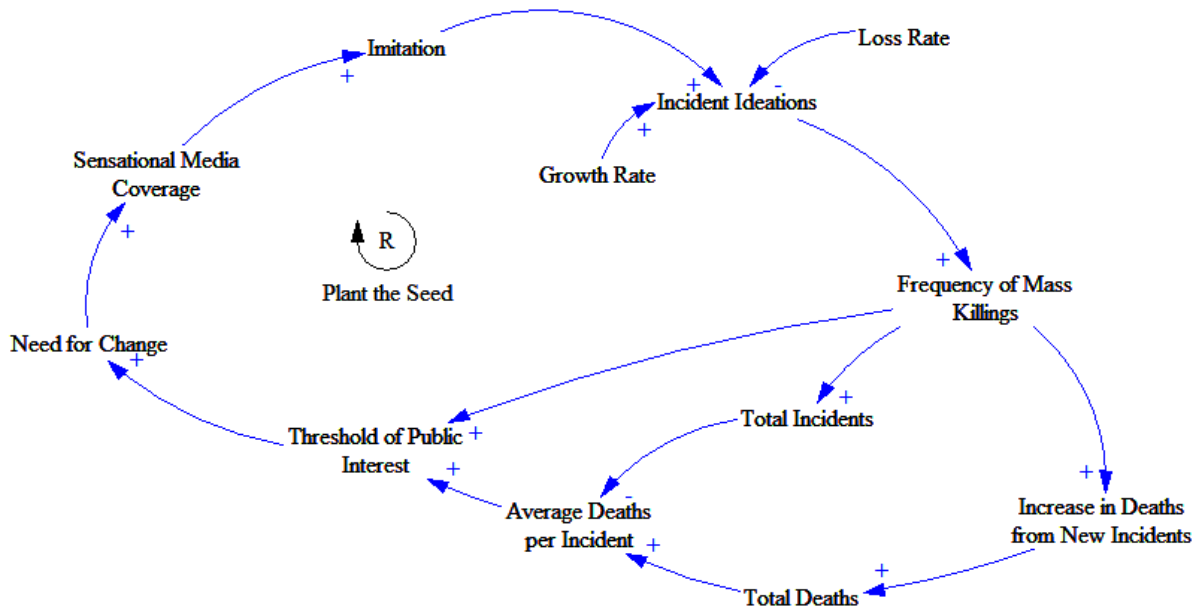 Imitation
+
Loss Rate
+
-
Incident Ideations
+
Growth Rate
Sensational Media
Coverage
+
R
Plant the Seed
+
Frequency of Mass
Killings
Need for Change
+
+
Total Incidents
Threshold of Public
Interest
+
+
-
Average Deaths
per Incident
+
+
Increase in Deaths
from New Incidents
+
Total Deaths